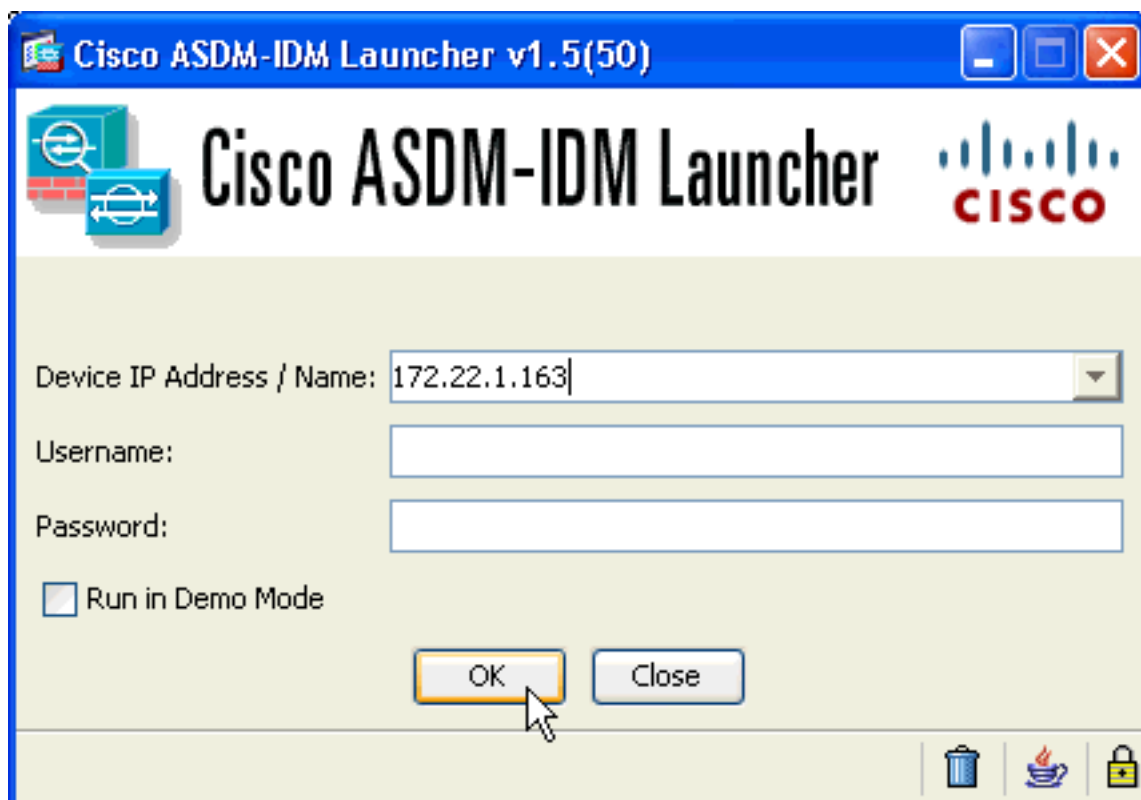 Cisco ASDM-IDM Launcher v1.5(50)
Cisco ASDM-IDM Launcher
CISCO
Device IP Address / Name: 172.22.1.163
Username:
Password:
Run in Demo Mode
OK Close